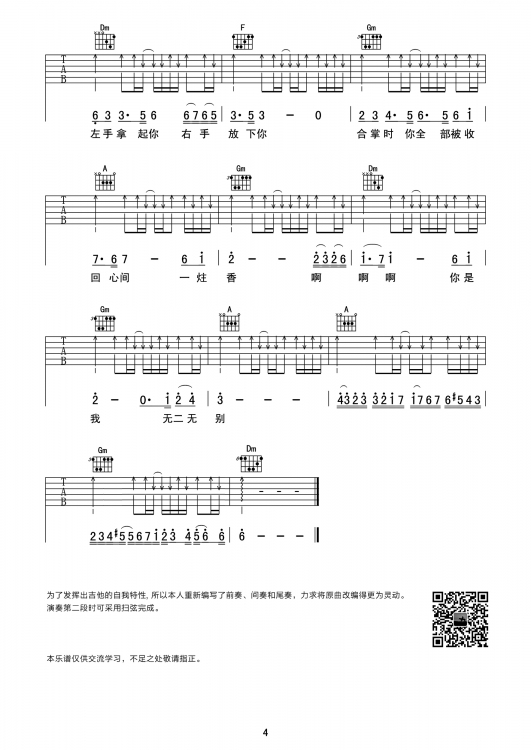 Dm F Gm
T A B
6 3 3· 5 6 6 7 6 5 3· 5 3 — 0 2 3 4· 5 6· 5 6 i
左手拿 起你 右 手 放 下你 合掌时 你全 部被收
A Gm Dm
T A B
7· 6 7 — 6 i 2 — — 2 3 2 6 i· 7 i — 6 i
回 心间 一炷 香 啊 啊 啊 你是
Gm A A
T A B
2 — 0· i 2 4 3 — — — 4 3 2 3 3 2 1 7 1 7 6 7 6 #5 4 3
我 无二无 别
Gm Dm
T A B
2 3 4 #5 5 6 7 1 2 3 4 5 6 6 6 — — —
为了发挥出吉他的自我特性, 所以本人重新编写了前奏、间奏和尾奏，力求将原曲改编得更为灵动。
演奏第二段时可采用扫弦完成。
本乐谱仅供交流学习，不足之处敬请指正。
4